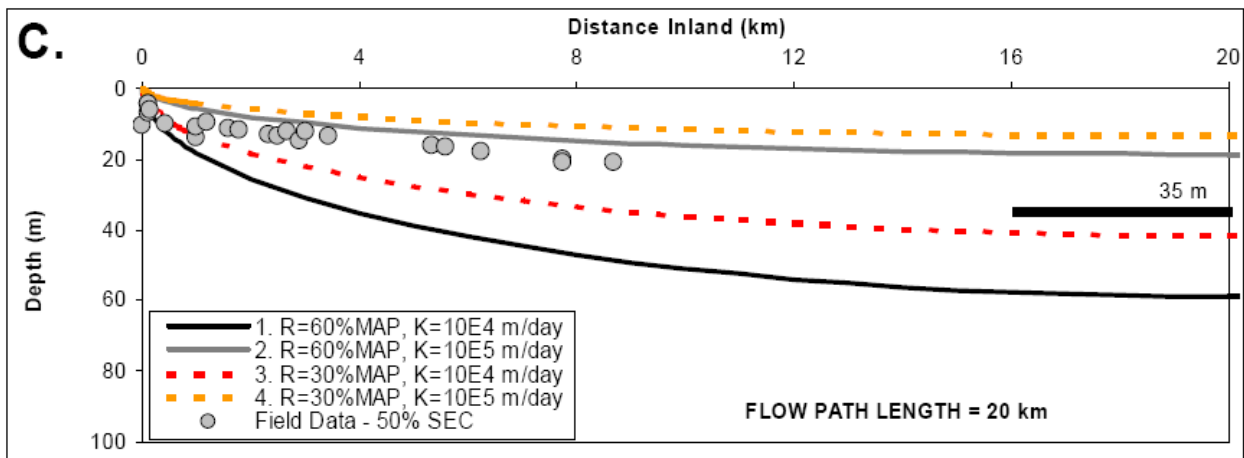 C.
Distance Inland (km)
0 4 8 12 16 20
0
20
40
60
80
100
Depth (m)
35 m
1. R=60%MAP, K=10E4 m/day
2. R=60%MAP, K=10E5 m/day
3. R=30%MAP, K=10E4 m/day
4. R=30%MAP, K=10E5 m/day
Field Data - 50% SEC
FLOW PATH LENGTH = 20 km